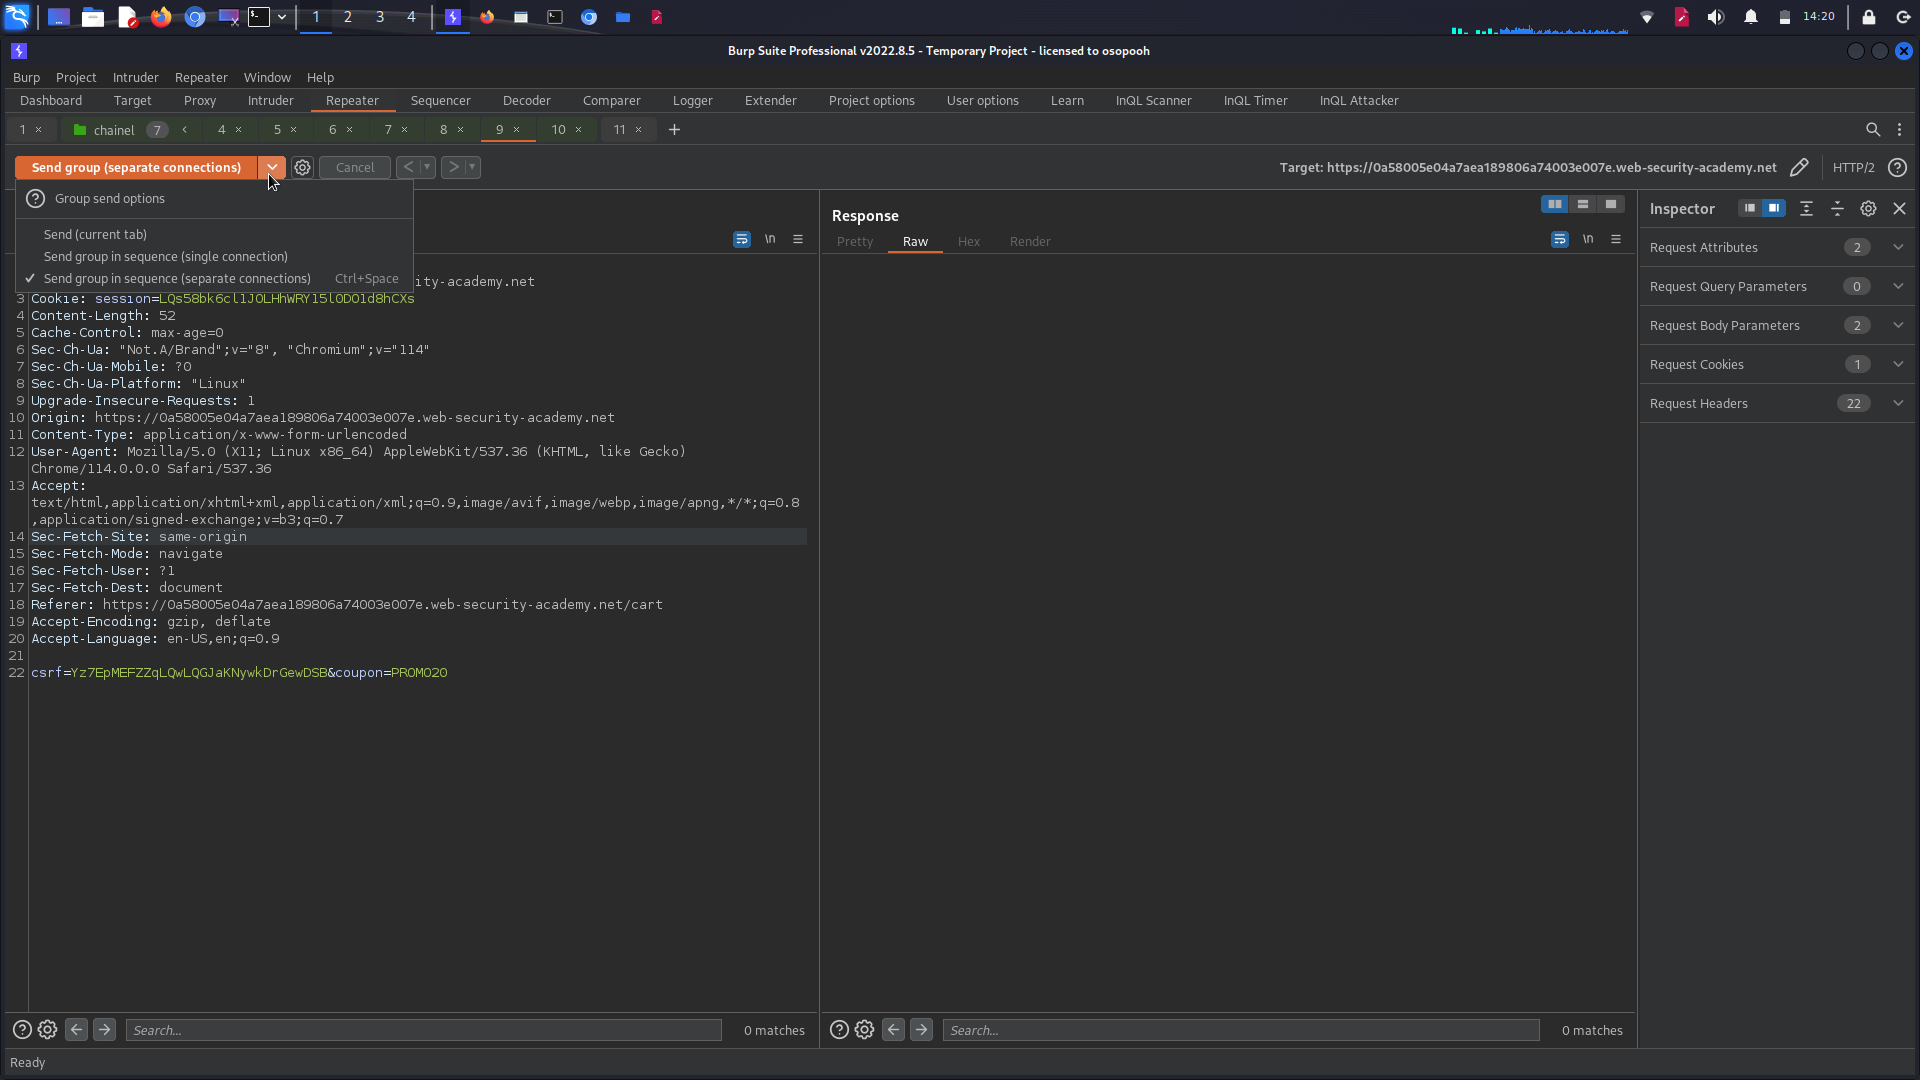 1 2 3 4 14:20
Burp Suite Professional v2022.8.5 - Temporary Project - licensed to osopooh
Burp Project Intruder Repeater Window Help
Dashboard Target Proxy Intruder Repeater Sequencer Decoder Comparer Logger Extender Project options User options Learn InQL Scanner InQL Timer InQL Attacker
1 × chainel 7 4 × 5 × 6 × 7 × 8 × 9 × 10 × 11 × +
Send group (separate connections) Cancel < > Target: https://0a58005e04a7aea189806a74003e007e.web-security-academy.net HTTP/2 ?
? Group send options
Send (current tab)
Send group in sequence (single connection)
✓ Send group in sequence (separate connections) Ctrl+Space
\n
ity-academy.net
3 Cookie: session=LQs58bk6cl1JOLHhWRY15l0DO1d8hCXs
4 Content-Length: 52
5 Cache-Control: max-age=0
6 Sec-Ch-Ua: "Not.A/Brand";v="8", "Chromium";v="114"
7 Sec-Ch-Ua-Mobile: ?0
8 Sec-Ch-Ua-Platform: "Linux"
9 Upgrade-Insecure-Requests: 1
10 Origin: https://0a58005e04a7aea189806a74003e007e.web-security-academy.net
11 Content-Type: application/x-www-form-urlencoded
12 User-Agent: Mozilla/5.0 (X11; Linux x86_64) AppleWebKit/537.36 (KHTML, like Gecko)
Chrome/114.0.0.0 Safari/537.36
13 Accept:
text/html,application/xhtml+xml,application/xml;q=0.9,image/avif,image/webp,image/apng,*/*;q=0.8
,application/signed-exchange;v=b3;q=0.7
14 Sec-Fetch-Site: same-origin
15 Sec-Fetch-Mode: navigate
16 Sec-Fetch-User: ?1
17 Sec-Fetch-Dest: document
18 Referer: https://0a58005e04a7aea189806a74003e007e.web-security-academy.net/cart
19 Accept-Encoding: gzip, deflate
20 Accept-Language: en-US,en;q=0.9
21
22 csrf=Yz7EpMEFZZqLQwLQGJaKNywkDrGewDSB&coupon=PROMO20
? Search... 0 matches
Response
Pretty Raw Hex Render \n
? Search... 0 matches
Inspector
Request Attributes 2
Request Query Parameters 0
Request Body Parameters 2
Request Cookies 1
Request Headers 22
Ready